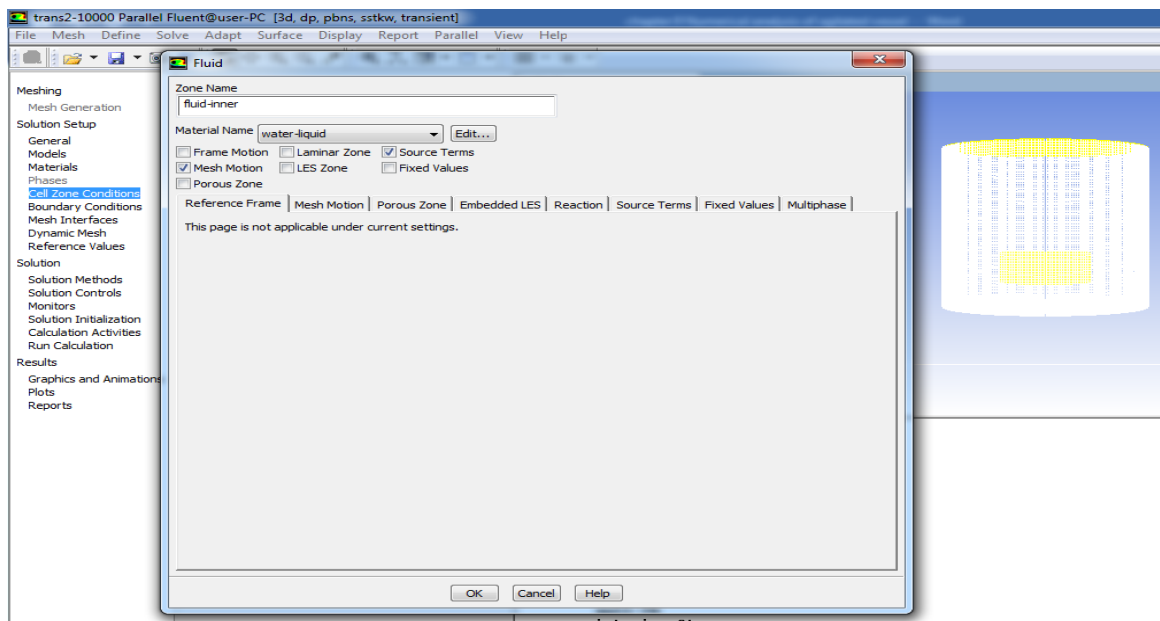 trans2-10000 Parallel Fluent@user-PC [3d, dp, pbns, sstkw, transient]
File Mesh Define Solve Adapt Surface Display Report Parallel View Help
Fluid
Meshing
Mesh Generation
Solution Setup
General
Models
Materials
Phases
Cell Zone Conditions
Boundary Conditions
Mesh Interfaces
Dynamic Mesh
Reference Values
Solution
Solution Methods
Solution Controls
Monitors
Solution Initialization
Calculation Activities
Run Calculation
Results
Graphics and Animations
Plots
Reports
Zone Name
fluid-inner
Material Name water-liquid Edit...
Frame Motion Laminar Zone Source Terms
Mesh Motion LES Zone Fixed Values
Porous Zone
Reference Frame Mesh Motion Porous Zone Embedded LES Reaction Source Terms Fixed Values Multiphase
This page is not applicable under current settings.
OK Cancel Help